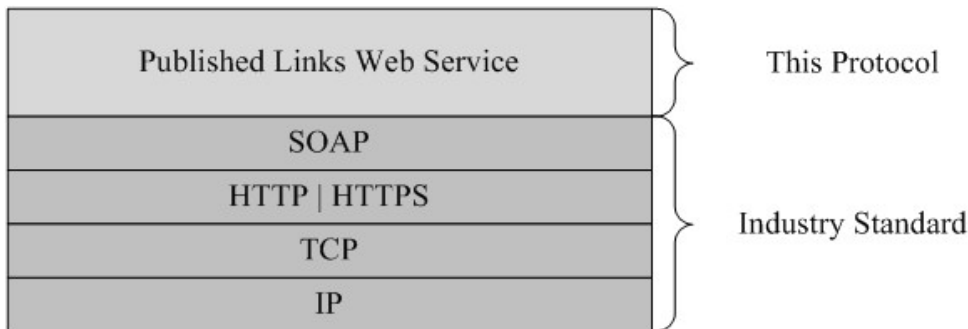 Published Links Web Service
This Protocol
SOAP
HTTP | HTTPS
TCP
IP
Industry Standard